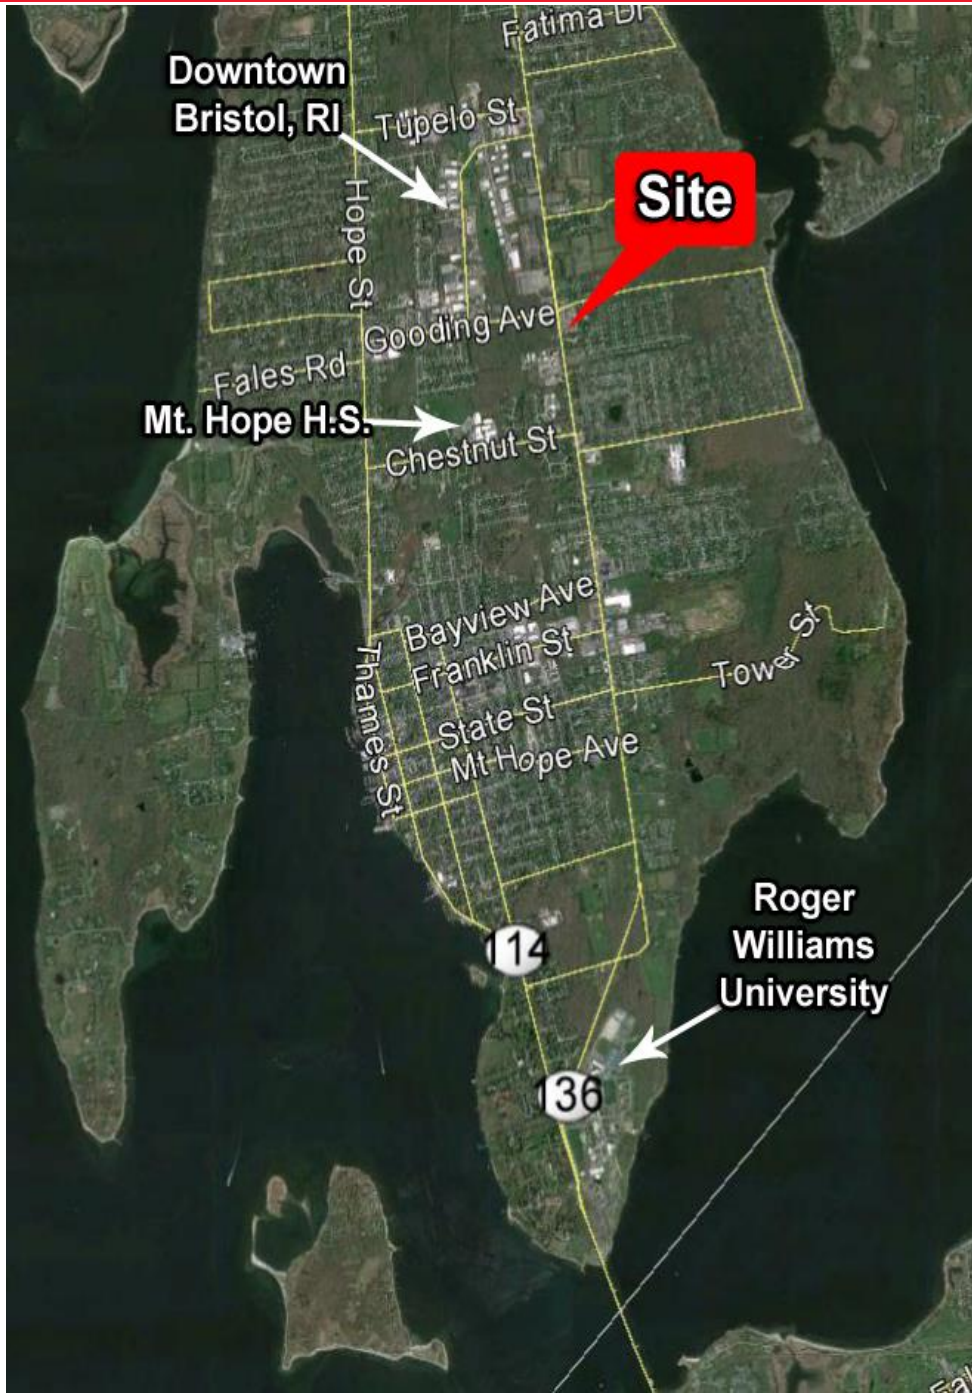 Fatima Dr
Downtown
Bristol, RI
Tupelo St
Site
Hope St
Gooding Ave
Fales Rd
Mt. Hope H.S.
Chestnut St
Bayview Ave
Franklin St
Tower St
Thames St
State St
Mt Hope Ave
Roger
Williams
University
114
136